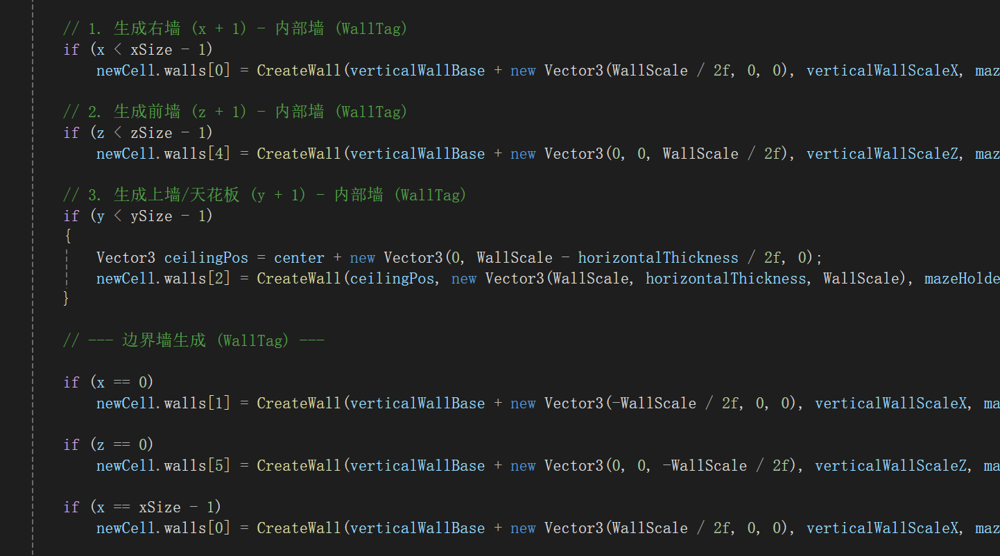 // 1. 生成右墙 (x + 1) - 内部墙 (WallTag)
if (x < xSize - 1)
newCell.walls[0] = CreateWall(verticalWallBase + new Vector3(WallScale / 2f, 0, 0), verticalWallScaleX, maz
// 2. 生成前墙 (z + 1) - 内部墙 (WallTag)
if (z < zSize - 1)
newCell.walls[4] = CreateWall(verticalWallBase + new Vector3(0, 0, WallScale / 2f), verticalWallScaleZ, maz
// 3. 生成上墙/天花板 (y + 1) - 内部墙 (WallTag)
if (y < ySize - 1)
{
Vector3 ceilingPos = center + new Vector3(0, WallScale - horizontalThickness / 2f, 0);
newCell.walls[2] = CreateWall(ceilingPos, new Vector3(WallScale, horizontalThickness, WallScale), mazeHolde
}
// --- 边界墙生成 (WallTag) ---
if (x == 0)
newCell.walls[1] = CreateWall(verticalWallBase + new Vector3(-WallScale / 2f, 0, 0), verticalWallScaleX, ma
if (z == 0)
newCell.walls[5] = CreateWall(verticalWallBase + new Vector3(0, 0, -WallScale / 2f), verticalWallScaleZ, ma
if (x == xSize - 1)
newCell.walls[0] = CreateWall(verticalWallBase + new Vector3(WallScale / 2f, 0, 0), verticalWallScaleX, maz